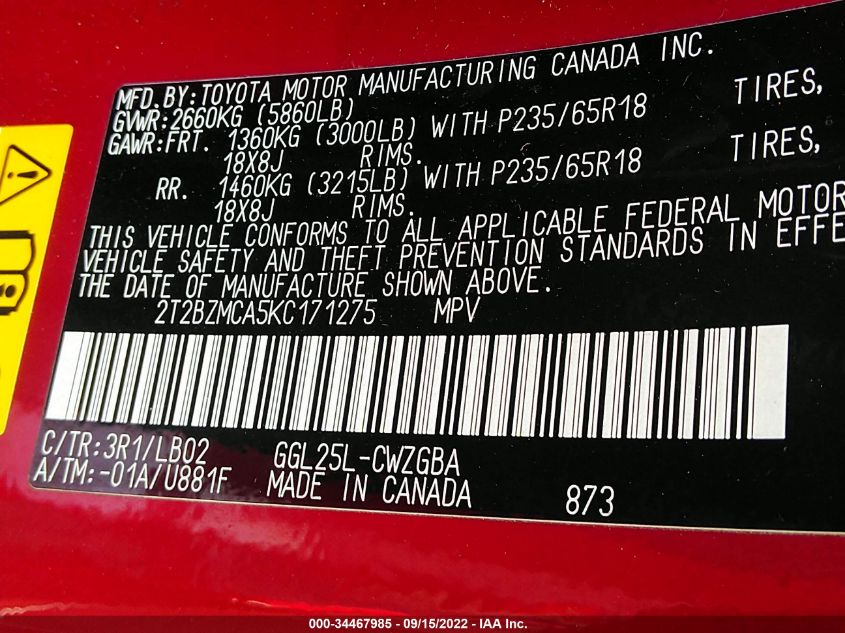 MFD. BY: TOYOTA MOTOR MANUFACTURING CANADA INC.
GVWR: 2660KG (5860LB)
GAWR: FRT. 1360KG (3000LB) WITH P235/65R18 TIRES,
18X8J RIMS.
RR. 1460KG (3215LB) WITH P235/65R18 TIRES,
18X8J RIMS.
THIS VEHICLE CONFORMS TO ALL APPLICABLE FEDERAL MOTOR
VEHICLE SAFETY AND THEFT PREVENTION STANDARDS IN EFFE
THE DATE OF MANUFACTURE SHOWN ABOVE.
2T2BZMCA5KC171275 MPV
C/TR: 3R1/LB02 GGL25L-CWZGBA
A/TM: -01A/U881F MADE IN CANADA 873
000-34467985 - 09/15/2022 - IAA Inc.